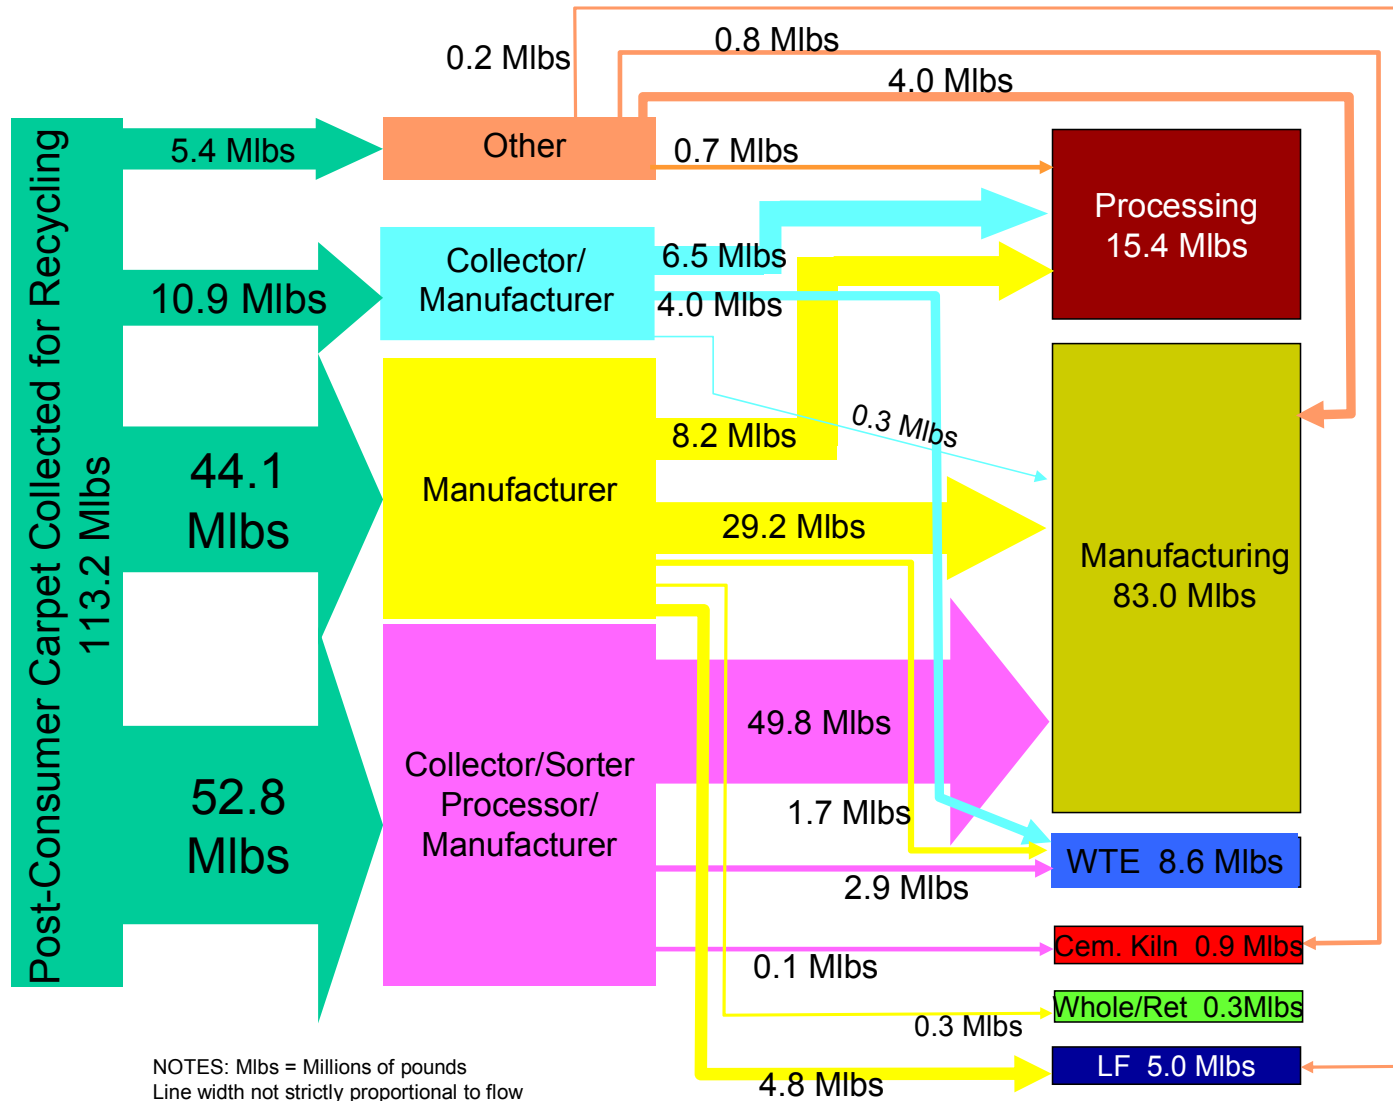 0.2 Mlbs
0.8 Mlbs
4.0 Mlbs
Post-Consumer Carpet Collected for Recycling
113.2 Mlbs
5.4 Mlbs
Other
0.7 Mlbs
Processing
15.4 Mlbs
10.9 Mlbs
Collector/
Manufacturer
6.5 Mlbs
4.0 Mlbs
0.3 Mlbs
44.1
Mlbs
Manufacturer
8.2 Mlbs
29.2 Mlbs
Manufacturing
83.0 Mlbs
52.8
Mlbs
Collector/Sorter
Processor/
Manufacturer
49.8 Mlbs
1.7 Mlbs
2.9 Mlbs
WTE 8.6 Mlbs
0.1 Mlbs
Cem. Kiln 0.9 Mlbs
0.3 Mlbs
Whole/Ret 0.3Mlbs
4.8 Mlbs
LF 5.0 Mlbs
NOTES: Mlbs = Millions of pounds
Line width not strictly proportional to flow